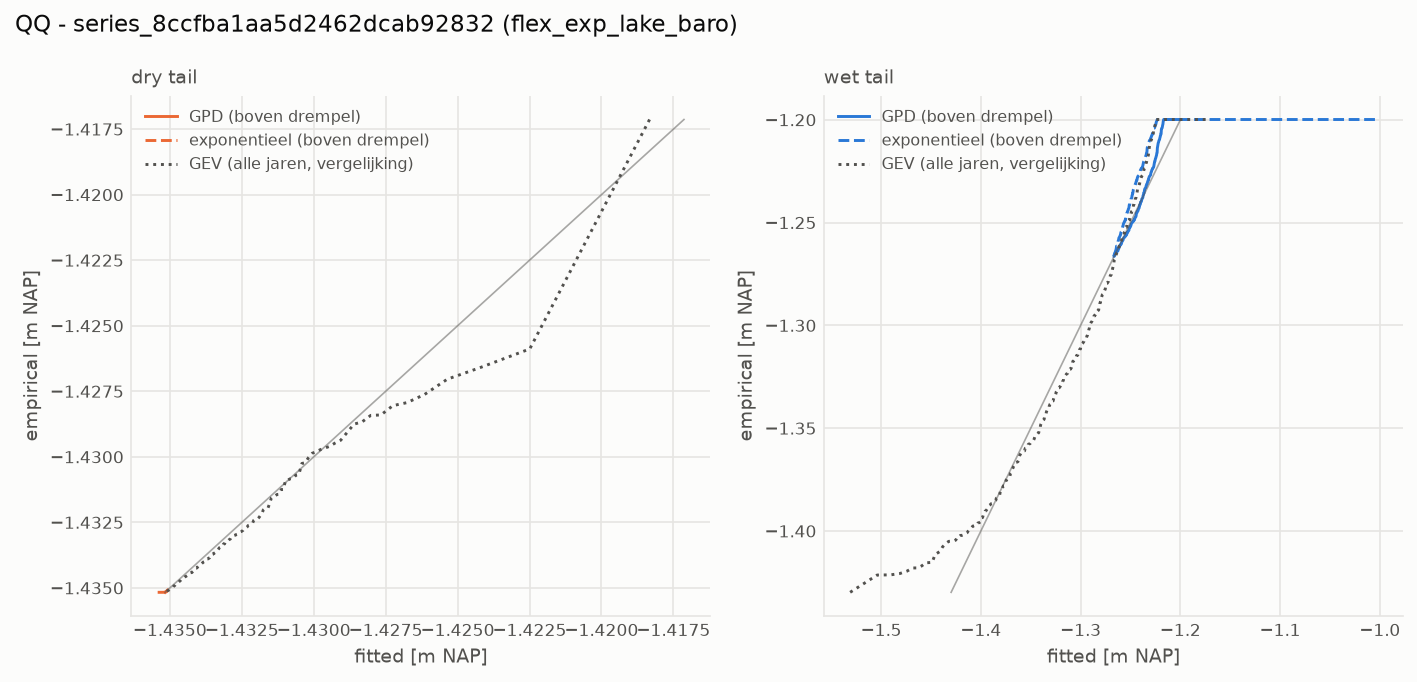 QQ - series_8ccfba1aa5d2462dcab92832 (flex_exp_lake_baro)
dry tail
GPD (boven drempel)
exponentieel (boven drempel)
GEV (alle jaren, vergelijking)
−1.4175
−1.4200
−1.4225
−1.4250
−1.4275
−1.4300
−1.4325
−1.4350
empirical [m NAP]
−1.4350 −1.4325 −1.4300 −1.4275 −1.4250 −1.4225 −1.4200 −1.4175
fitted [m NAP]
wet tail
GPD (boven drempel)
exponentieel (boven drempel)
GEV (alle jaren, vergelijking)
−1.20
−1.25
−1.30
−1.35
−1.40
empirical [m NAP]
−1.5 −1.4 −1.3 −1.2 −1.1 −1.0
fitted [m NAP]